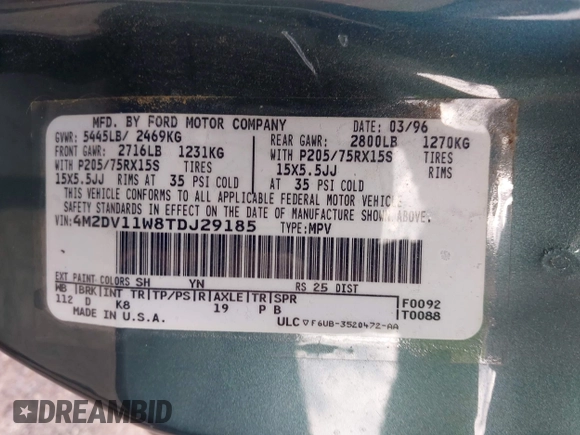 MFD. BY FORD MOTOR COMPANY
DATE: 03/96
GVWR: 5445LB/ 2469KG
FRONT GAWR: 2716LB 1231KG
REAR GAWR: 2800LB 1270KG
WITH P205/75RX15S TIRES
WITH P205/75RX15S TIRES
15X5.5JJ RIMS AT 35 PSI COLD
15X5.5JJ RIMS
AT 35 PSI COLD
THIS VEHICLE CONFORMS TO ALL APPLICABLE FEDERAL MOTOR VEHICLE
SAFETY STANDARDS IN EFFECT ON THE DATE OF MANUFACTURE SHOWN ABOVE.
VIN: 4M2DV11W8TDJ29185 TYPE: MPV
EXT PAINT COLORS SH YN RS 25 DIST
WB |BRK|INT TR|TP/PS|R|AXLE|TR|SPR
112 D K8 19 P B
F0092
T0088
MADE IN U.S.A.
ULC ▽F6UB-3520472-AA
DREAMBID